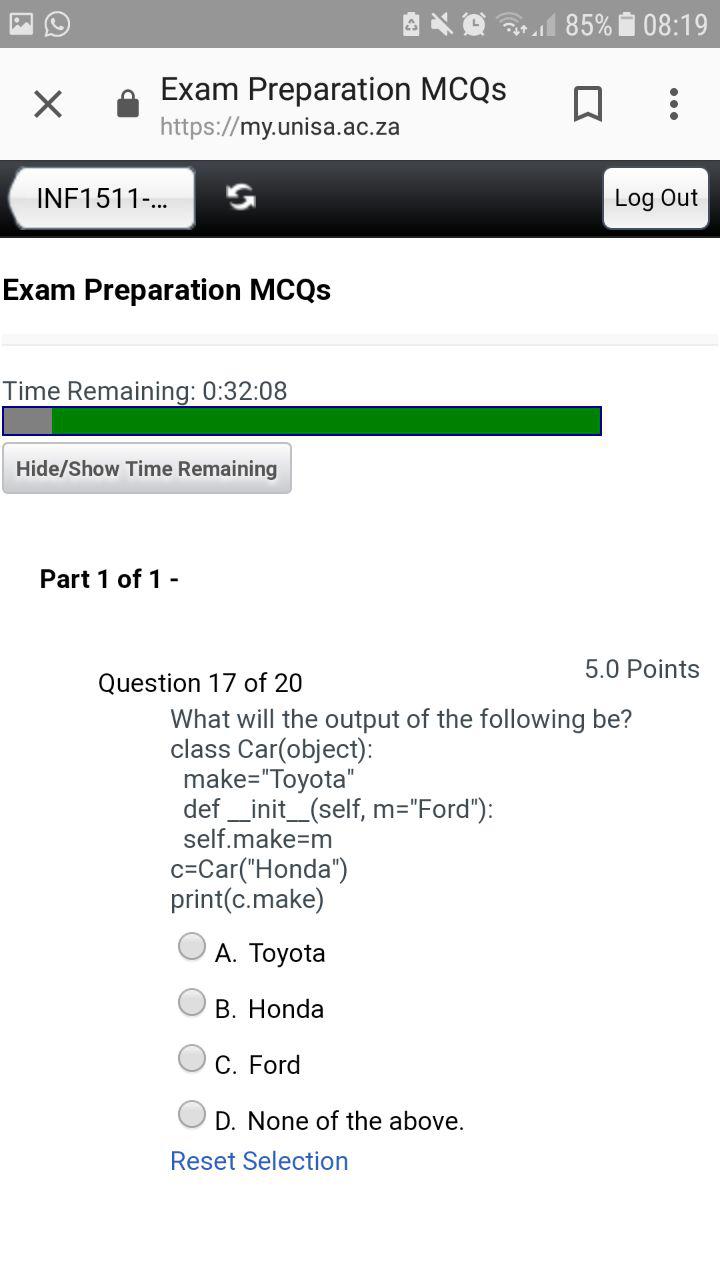 85% 08:19
Exam Preparation MCQs
https://my.unisa.ac.za
INF1511-...
Log Out
Exam Preparation MCQs
Time Remaining: 0:32:08
Hide/Show Time Remaining
Part 1 of 1 -
5.0 Points
Question 17 of 20
What will the output of the following be?
class Car(object):
make="Toyota"
def __init__(self, m="Ford"):
self.make=m
c=Car("Honda")
print(c.make)
A. Toyota
B. Honda
C. Ford
D. None of the above.
Reset Selection